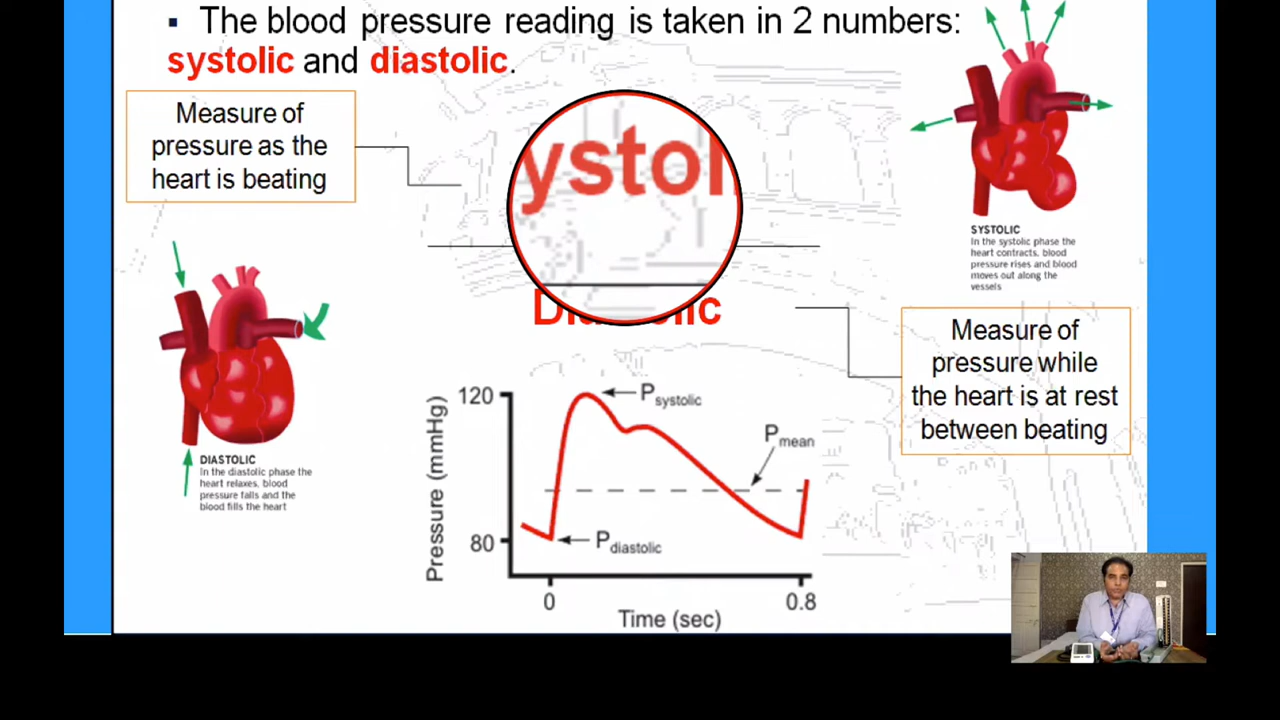 ▪ The blood pressure reading is taken in 2 numbers:
systolic and diastolic.
Measure of
pressure as the
heart is beating
ystol
Diastolic
SYSTOLIC
In the systolic phase the
heart contracts, blood
pressure rises and blood
moves out along the
vessels
Measure of
pressure while
the heart is at rest
between beating
DIASTOLIC
In the diastolic phase the
heart relaxes, blood
pressure falls and the
blood fills the heart
Pressure (mmHg)
120
80
P systolic
P mean
P diastolic
0
0.8
Time (sec)